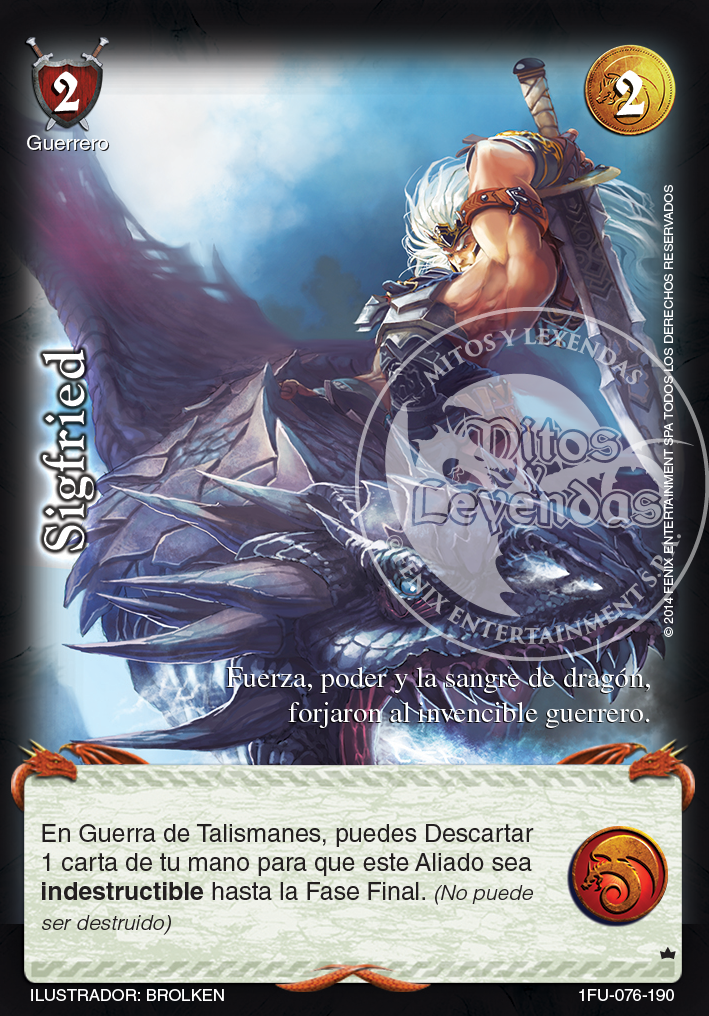 2
2
Guerrero
Sigfried
© 2014 FENIX ENTERTAINMENT SPA TODOS LOS DERECHOS RESERVADOS
MITOS Y LEYENDAS
Mitos
y
Leyendas
© FENIX ENTERTAINMENT S.P.A.
Fuerza, poder y la sangre de dragón,
forjaron al invencible guerrero.
En Guerra de Talismanes, puedes Descartar
1 carta de tu mano para que este Aliado sea
indestructible hasta la Fase Final. (No puede
ser destruido)
ILUSTRADOR: BROLKEN
1FU-076-190